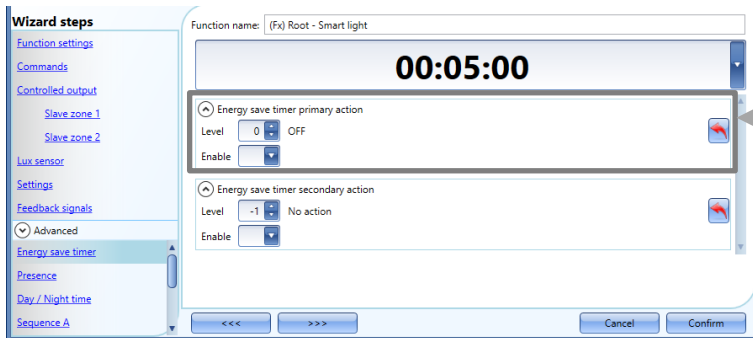 Wizard steps
Function settings
Commands
Controlled output
Slave zone 1
Slave zone 2
Lux sensor
Settings
Feedback signals
Advanced
Energy save timer
Presence
Day / Night time
Sequence A
Function name: (Fx) Root - Smart light
00:05:00
Energy save timer primary action
Level 0 OFF
Enable
Energy save timer secondary action
Level -1 No action
Enable
<<< >>> Cancel Confirm